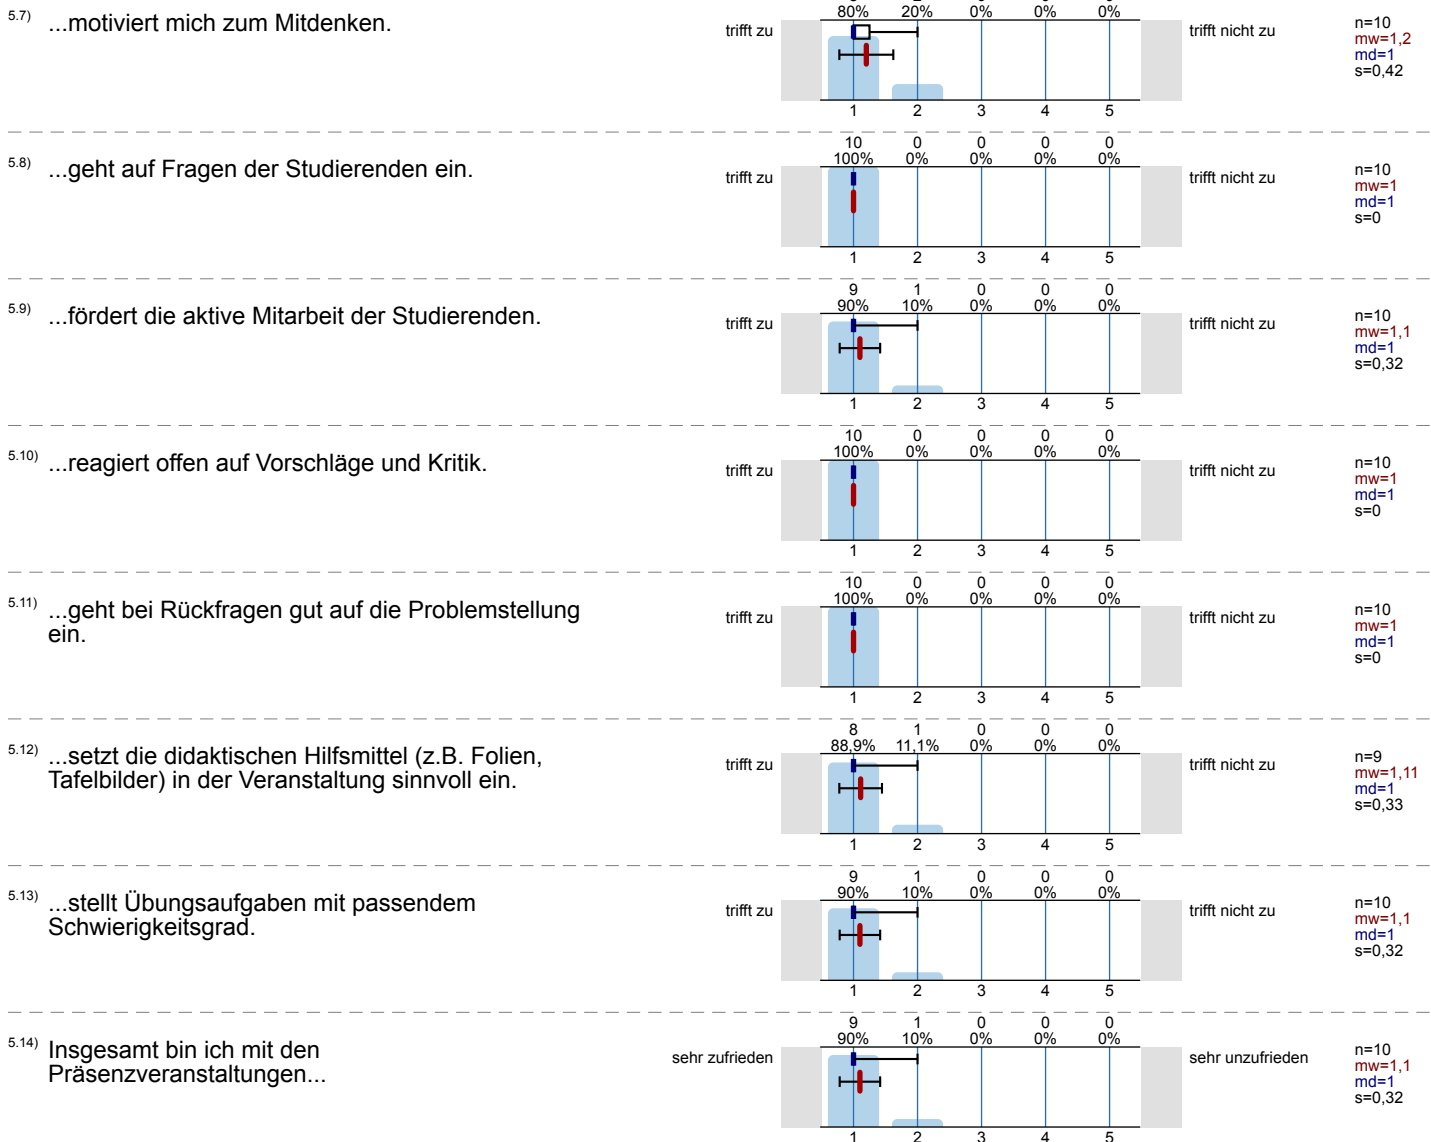 80% 20% 0% 0% 0%
5.7) ...motiviert mich zum Mitdenken. trifft zu trifft nicht zu n=10
mw=1,2
md=1
s=0,42
1 2 3 4 5
10 0 0 0 0
100% 0% 0% 0% 0%
5.8) ...geht auf Fragen der Studierenden ein. trifft zu trifft nicht zu n=10
mw=1
md=1
s=0
1 2 3 4 5
9 1 0 0 0
90% 10% 0% 0% 0%
5.9) ...fördert die aktive Mitarbeit der Studierenden. trifft zu trifft nicht zu n=10
mw=1,1
md=1
s=0,32
1 2 3 4 5
10 0 0 0 0
100% 0% 0% 0% 0%
5.10) ...reagiert offen auf Vorschläge und Kritik. trifft zu trifft nicht zu n=10
mw=1
md=1
s=0
1 2 3 4 5
10 0 0 0 0
100% 0% 0% 0% 0%
5.11) ...geht bei Rückfragen gut auf die Problemstellung trifft zu trifft nicht zu n=10
ein. mw=1
md=1
s=0
1 2 3 4 5
8 1 0 0 0
88,9% 11,1% 0% 0% 0%
5.12) ...setzt die didaktischen Hilfsmittel (z.B. Folien, trifft zu trifft nicht zu n=9
Tafelbilder) in der Veranstaltung sinnvoll ein. mw=1,11
md=1
s=0,33
1 2 3 4 5
9 1 0 0 0
90% 10% 0% 0% 0%
5.13) ...stellt Übungsaufgaben mit passendem trifft zu trifft nicht zu n=10
Schwierigkeitsgrad. mw=1,1
md=1
s=0,32
1 2 3 4 5
9 1 0 0 0
90% 10% 0% 0% 0%
5.14) Insgesamt bin ich mit den sehr zufrieden sehr unzufrieden n=10
Präsenzveranstaltungen... mw=1,1
md=1
s=0,32
1 2 3 4 5